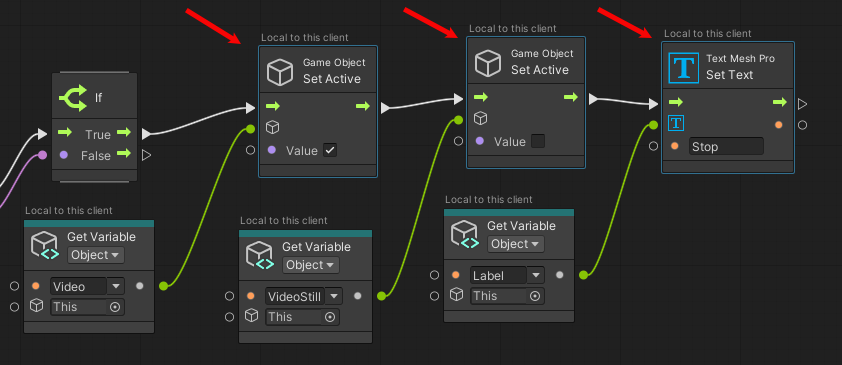 Local to this client
Game Object
Set Active
Value
Local to this client
Game Object
Set Active
Value
Local to this client
Text Mesh Pro
Set Text
T
T
Stop
If
True
False
Local to this client
Get Variable
Object
Video
This
Local to this client
Get Variable
Object
VideoStill
This
Local to this client
Get Variable
Object
Label
This